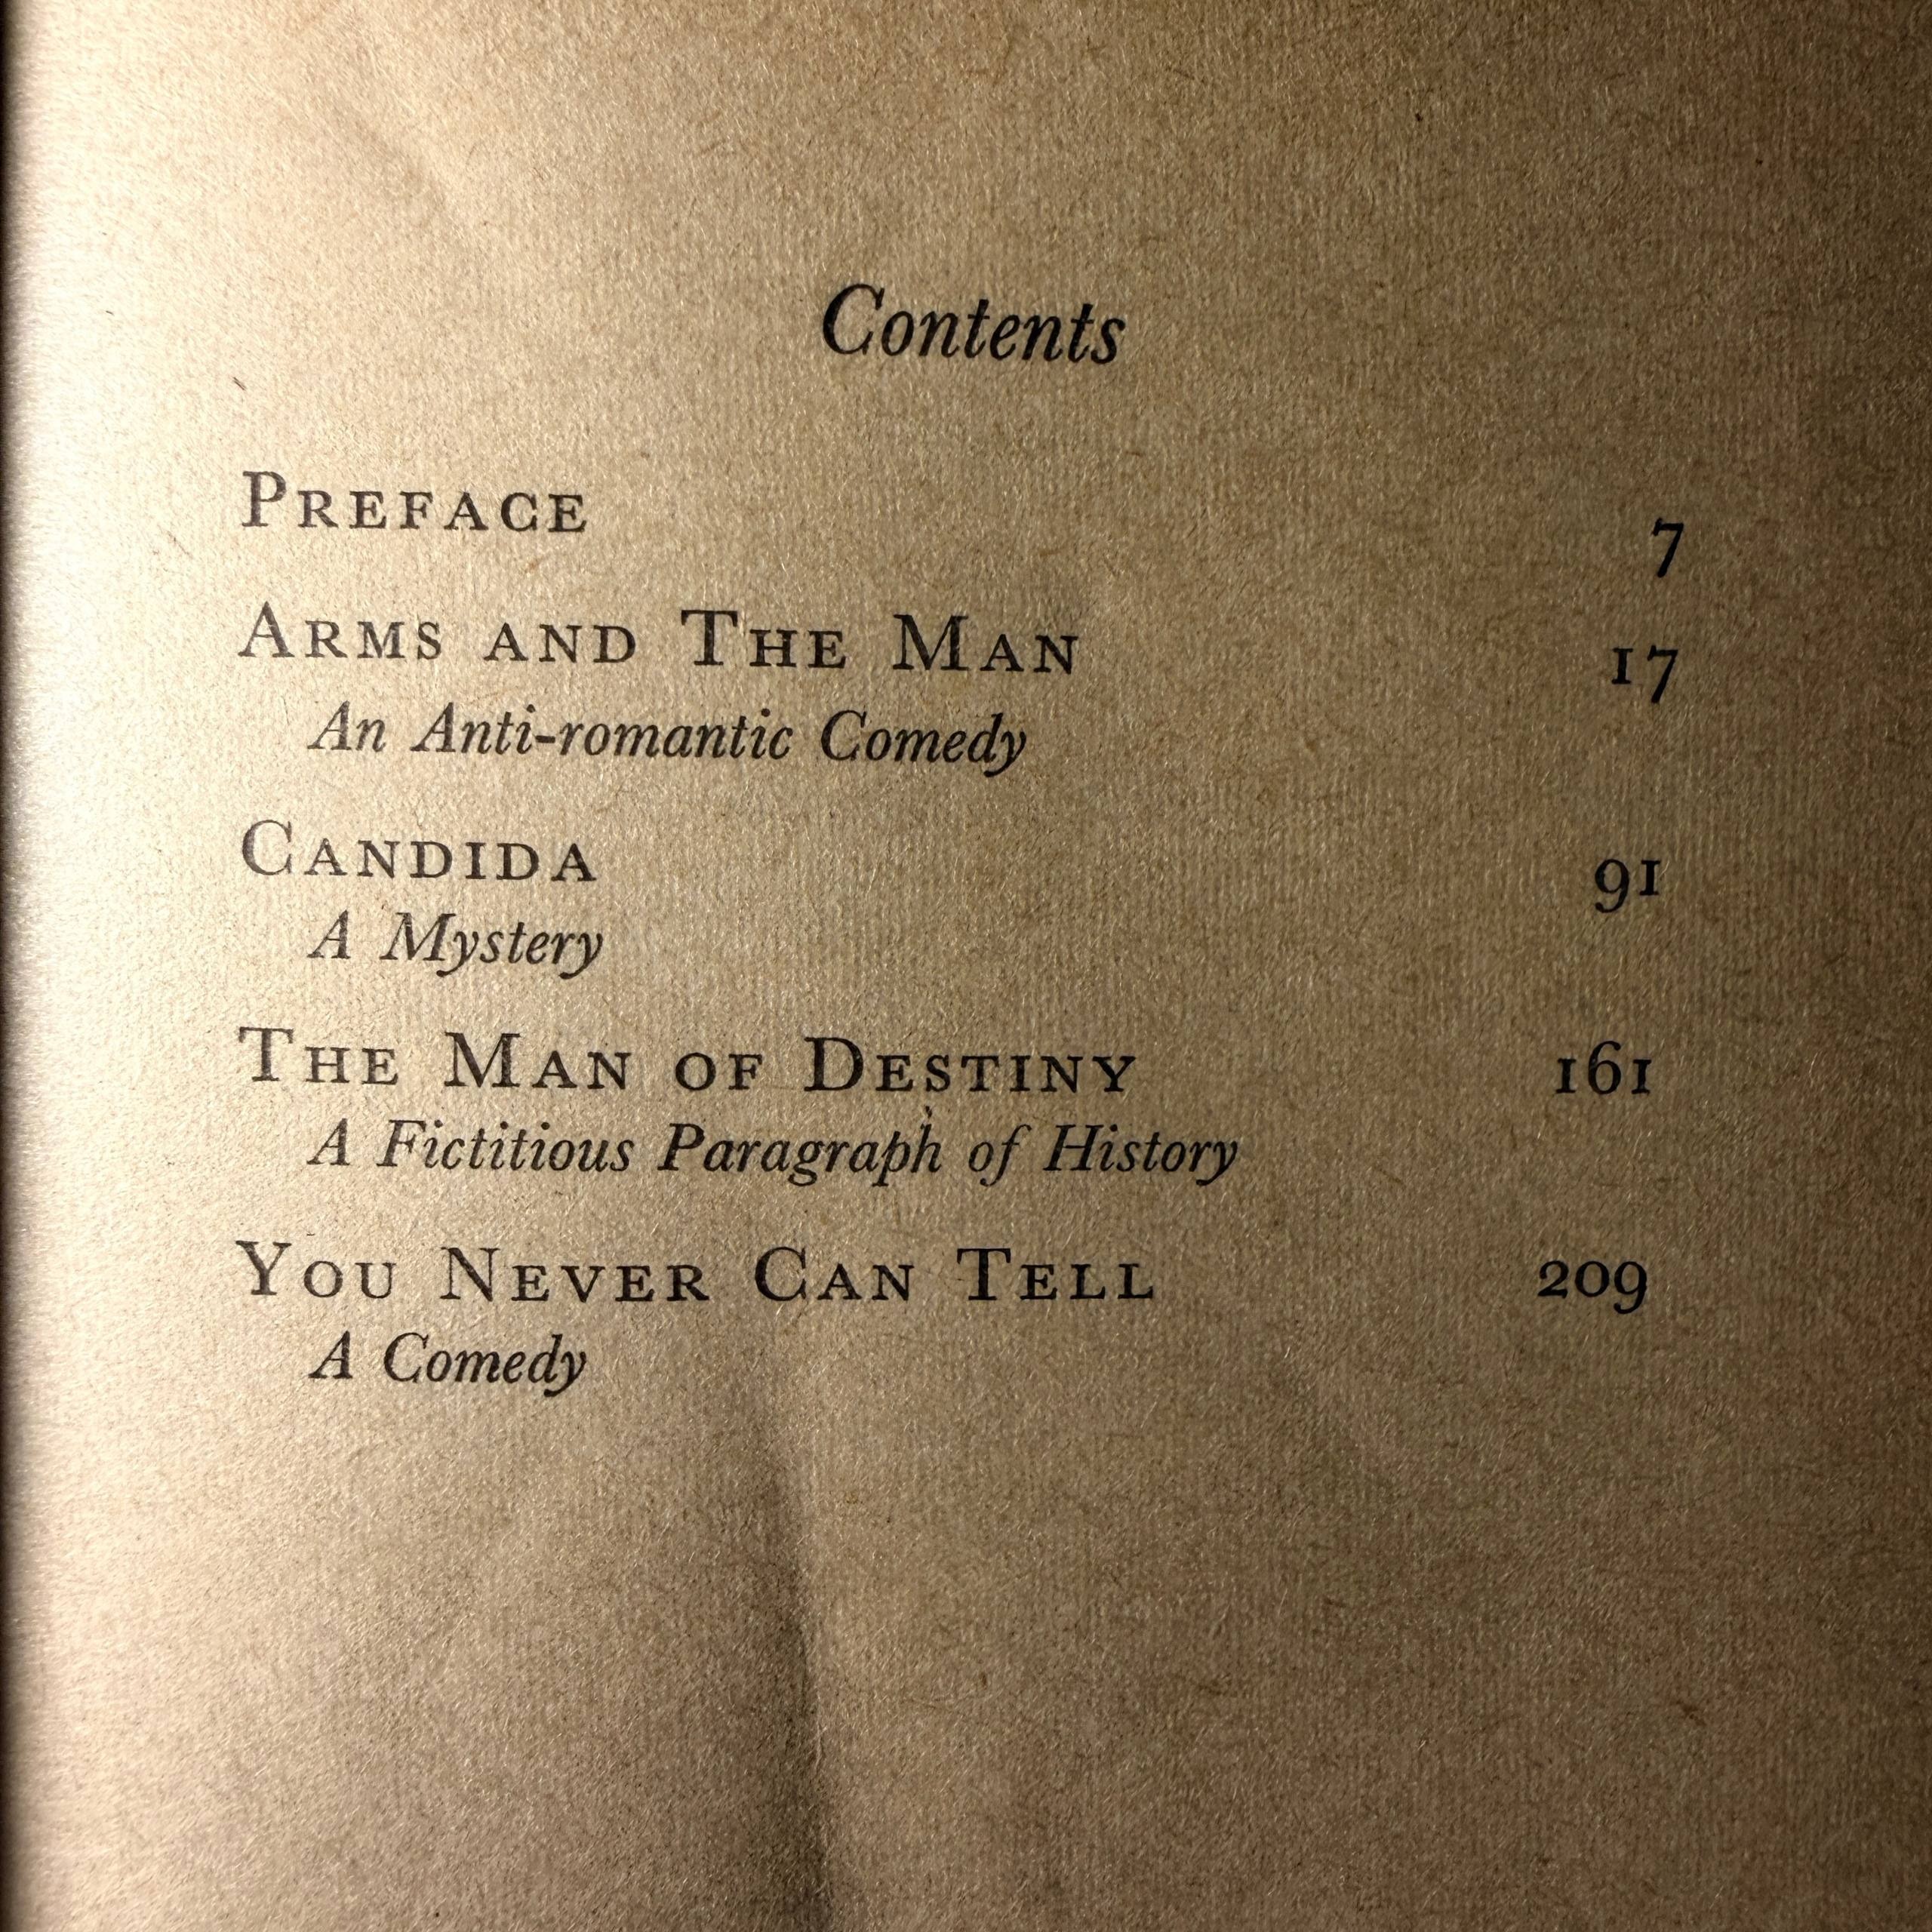 Contents
PREFACE 7
ARMS AND THE MAN 17
An Anti-romantic Comedy
CANDIDA 91
A Mystery
THE MAN OF DESTINY 161
A Fictitious Paragraph of History
YOU NEVER CAN TELL 209
A Comedy